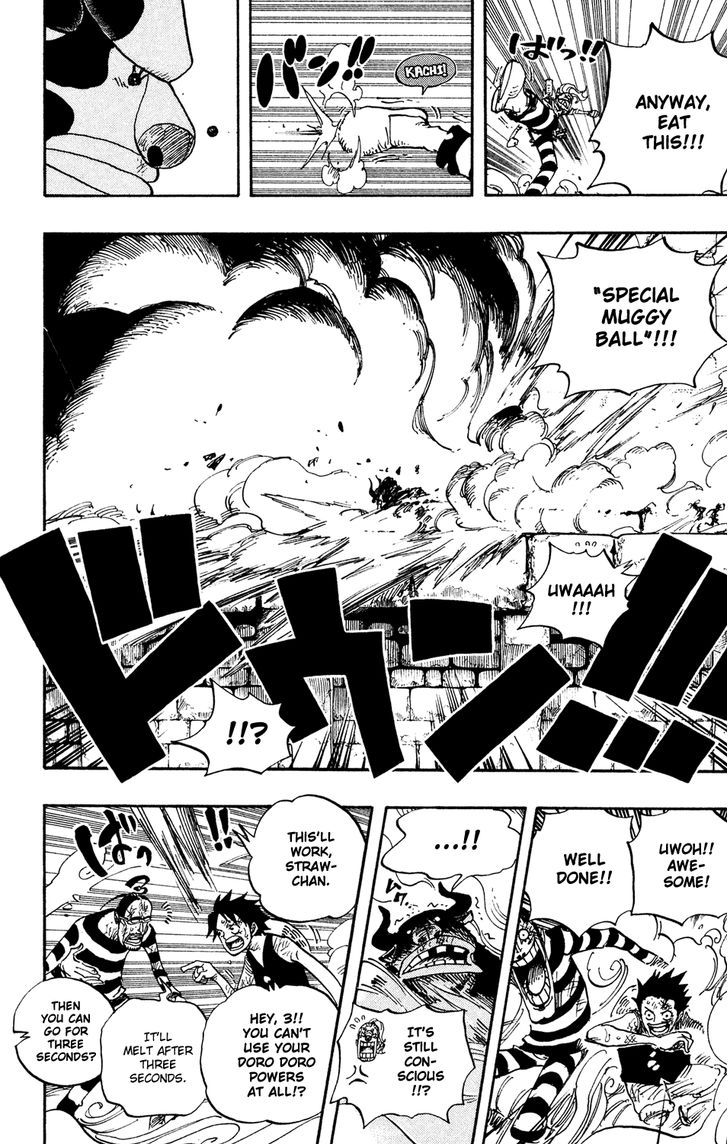 ばっ!!
ANYWAY,
EAT
THIS!!!
KACHI!
バシ!!
"SPECIAL
MUGGY
BALL"!!!
UWAAAH
!!!
!!?
ドウン!!!
UWOH!!
AWE-
SOME!
WELL
DONE!!
...!!
IT'S
STILL
CON-
SCIOUS
!!?
THIS'LL
WORK,
STRAW-
CHAN.
ばっ
HEY, 3!!
YOU CAN'T
USE YOUR
DORO DORO
POWERS
AT ALL!?
IT'LL
MELT AFTER
THREE
SECONDS.
THEN
YOU CAN
GO FOR
THREE
SECONDS?